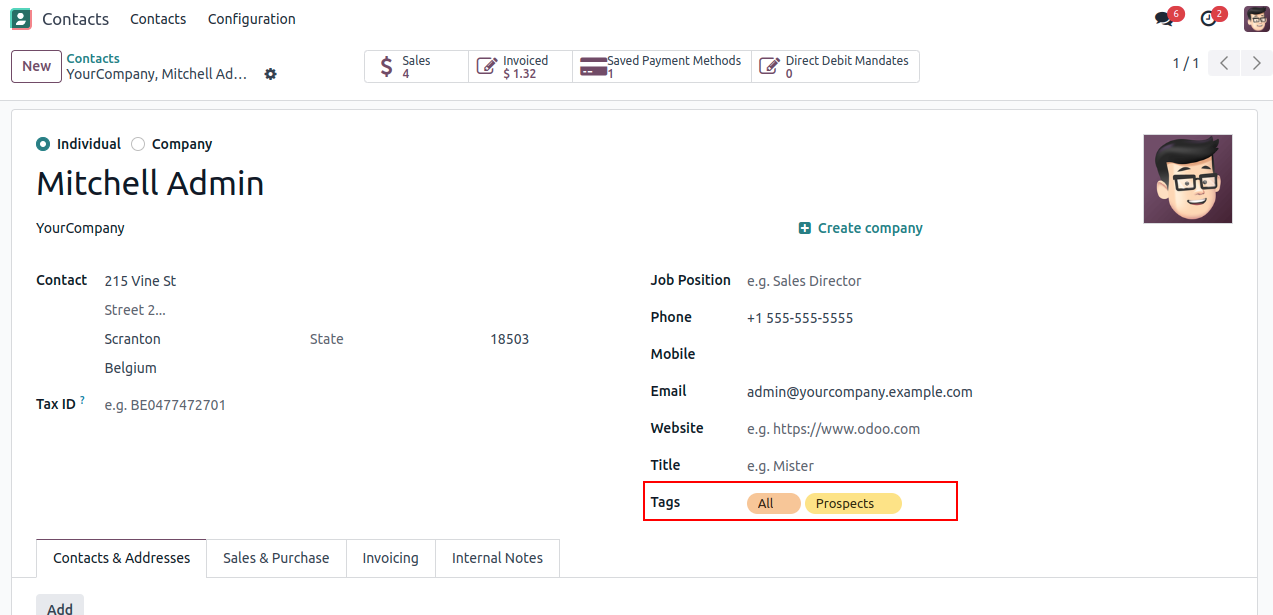 Contacts Contacts Configuration 6 2
New Contacts Sales Invoiced Saved Payment Methods Direct Debit Mandates 1 / 1
YourCompany, Mitchell Ad... 4 $ 1.32 1 0
Individual Company
Mitchell Admin
YourCompany Create company
Contact 215 Vine St Job Position e.g. Sales Director
Street 2... Phone +1 555-555-5555
Scranton State 18503 Mobile
Belgium Email admin@yourcompany.example.com
Tax ID ? e.g. BE0477472701 Website e.g. https://www.odoo.com
Title e.g. Mister
Tags All Prospects
Contacts & Addresses Sales & Purchase Invoicing Internal Notes
Add